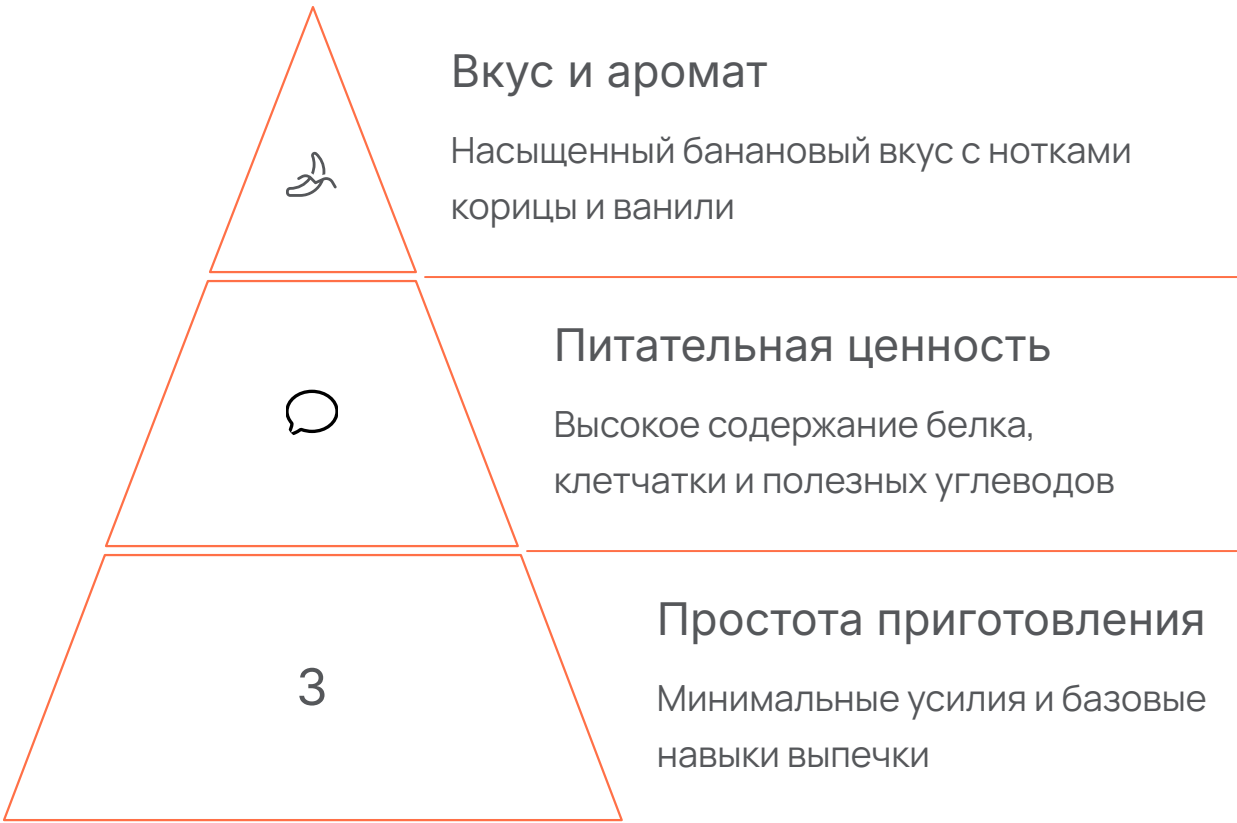 Вкус и аромат
Насыщенный банановый вкус с нотками
корицы и ванили
Питательная ценность
Высокое содержание белка,
клетчатки и полезных углеводов
3
Простота приготовления
Минимальные усилия и базовые
навыки выпечки